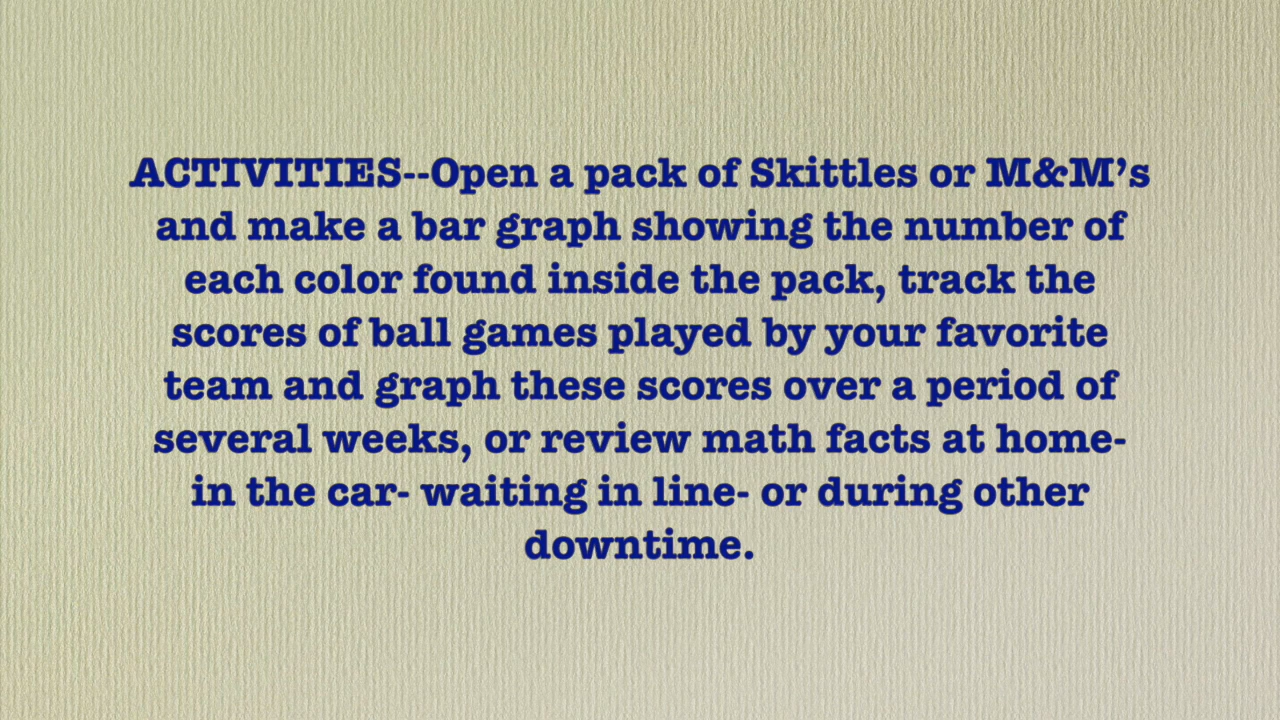 ACTIVITIES--Open a pack of Skittles or M&M’s
and make a bar graph showing the number of
each color found inside the pack, track the
scores of ball games played by your favorite
team and graph these scores over a period of
several weeks, or review math facts at home-
in the car- waiting in line- or during other
downtime.